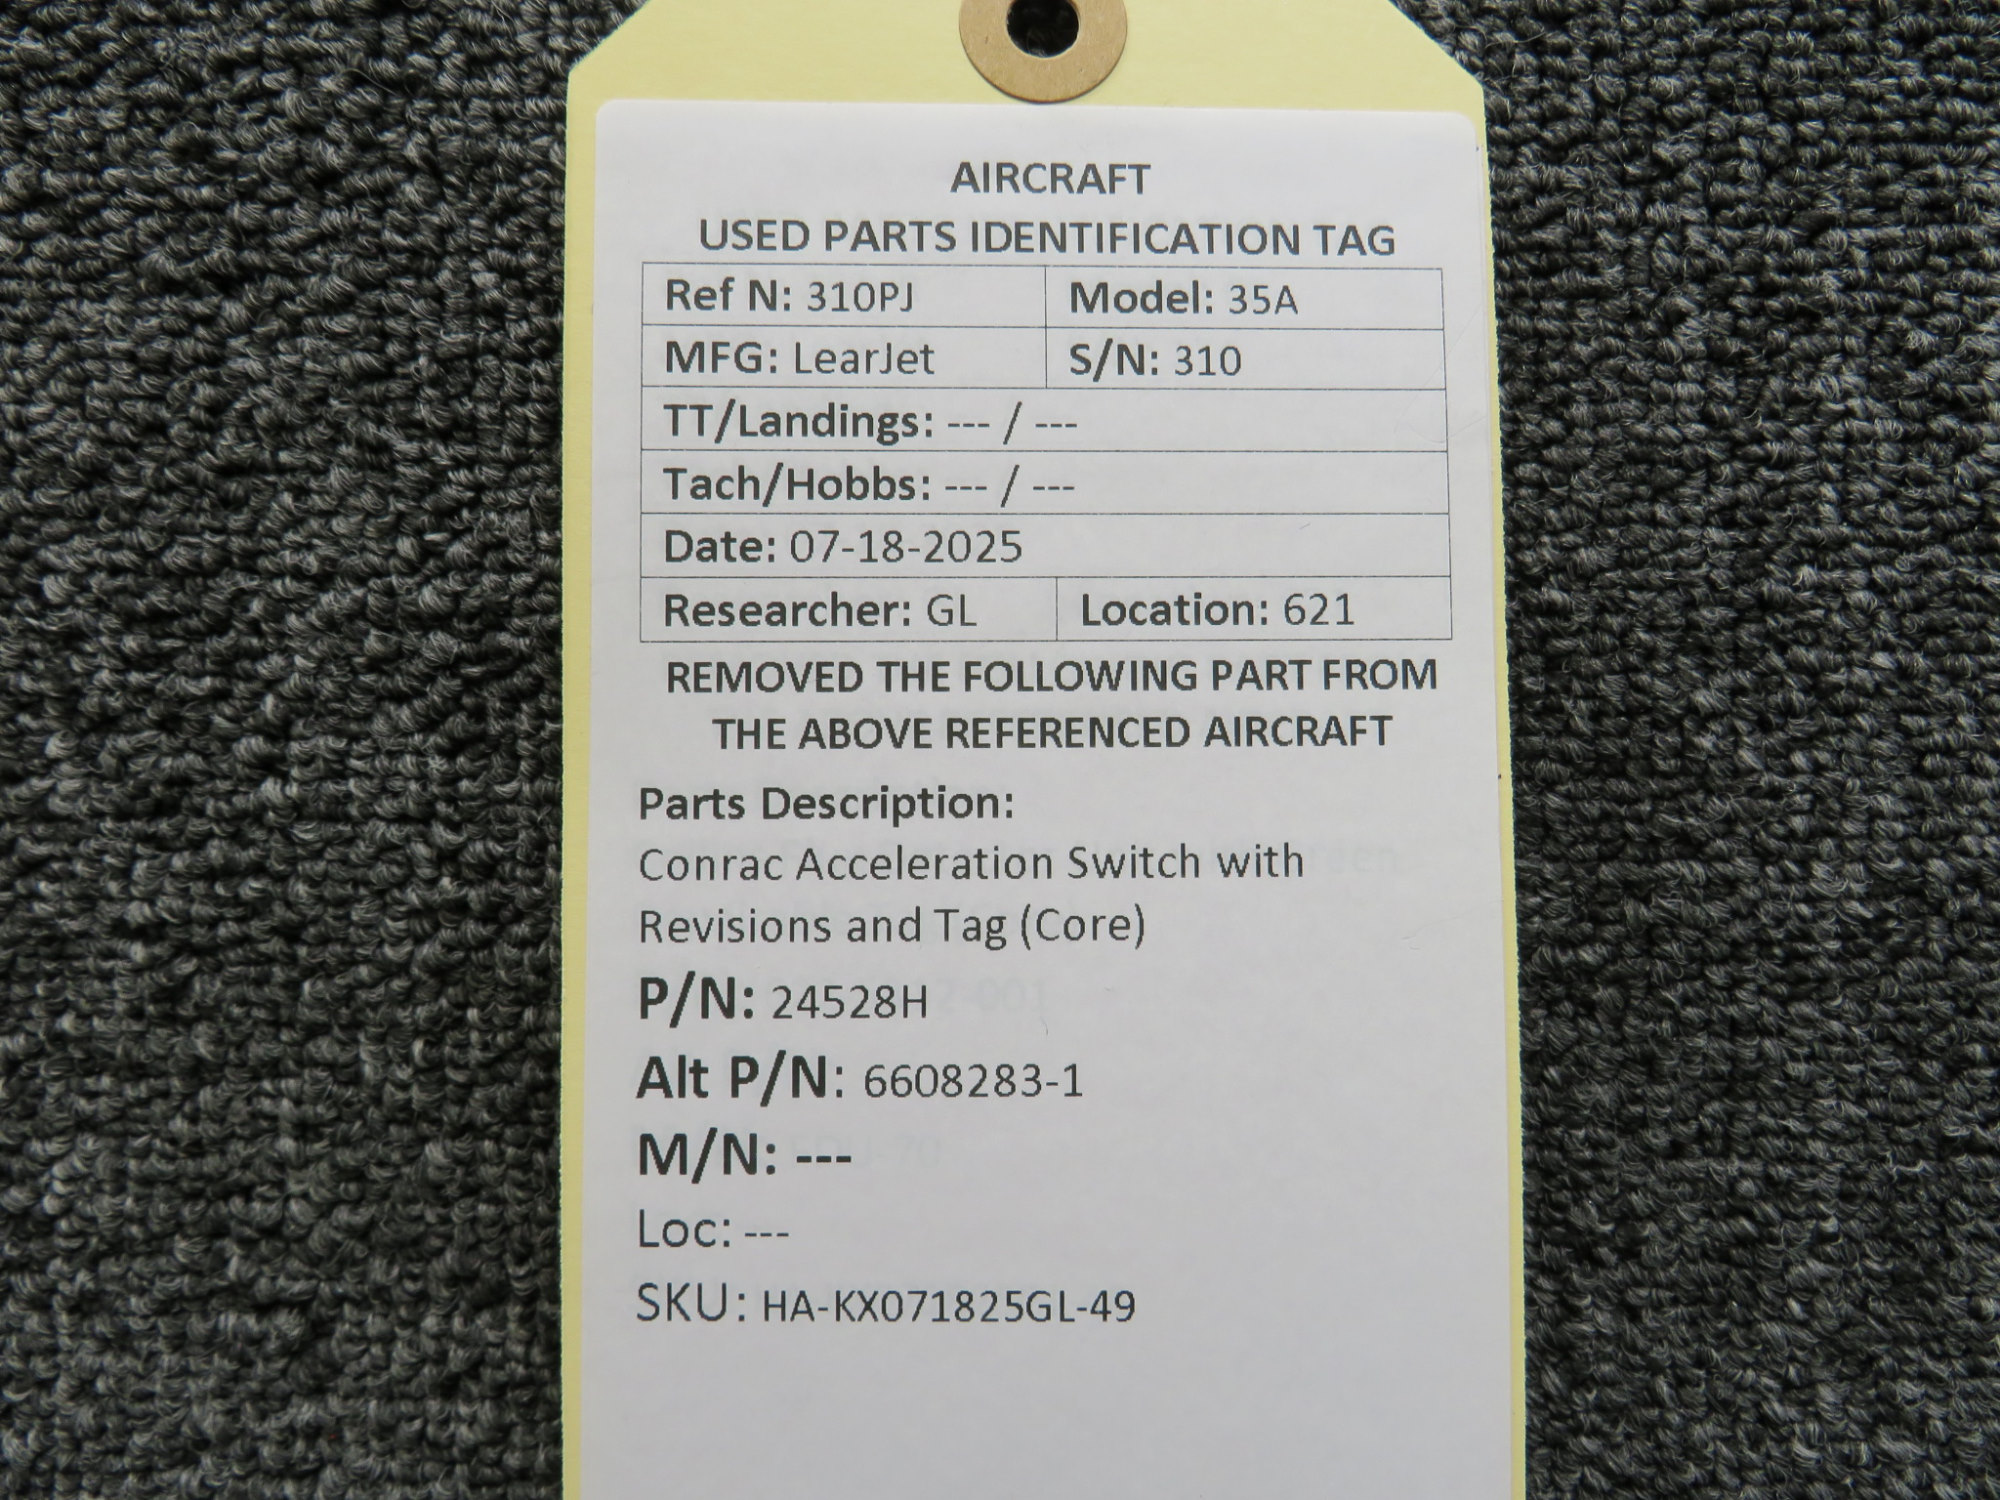 AIRCRAFT
USED PARTS IDENTIFICATION TAG
Ref N: 310PJ Model: 35A
MFG: LearJet S/N: 310
TT/Landings: --- / ---
Tach/Hobbs: --- / ---
Date: 07-18-2025
Researcher: GL Location: 621
REMOVED THE FOLLOWING PART FROM
THE ABOVE REFERENCED AIRCRAFT
Parts Description:
Conrac Acceleration Switch with
Revisions and Tag (Core)
P/N: 24528H
Alt P/N: 6608283-1
M/N: ---
Loc: ---
SKU: HA-KX071825GL-49